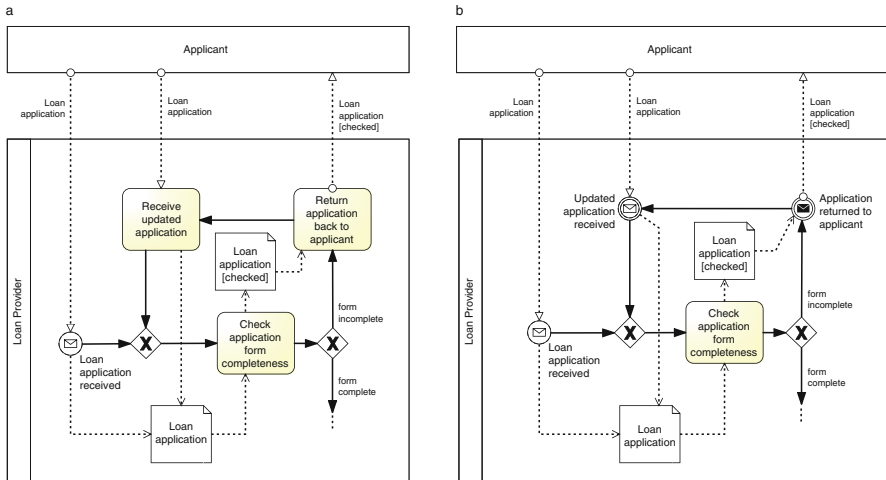 a
Applicant
Loan
application
Loan
application
Loan
application
[checked]
Loan Provider
Receive
updated
application
Return
application
back to
applicant
Loan
application
[checked]
form
incomplete
X
Check
application
form
completeness
X
Loan
application
received
form
complete
Loan
application
b
Applicant
Loan
application
Loan
application
Loan
application
[checked]
Loan Provider
Updated
application
received
Application
returned to
applicant
Loan
application
[checked]
form
incomplete
X
Check
application
form
completeness
X
Loan
application
received
form
complete
Loan
application